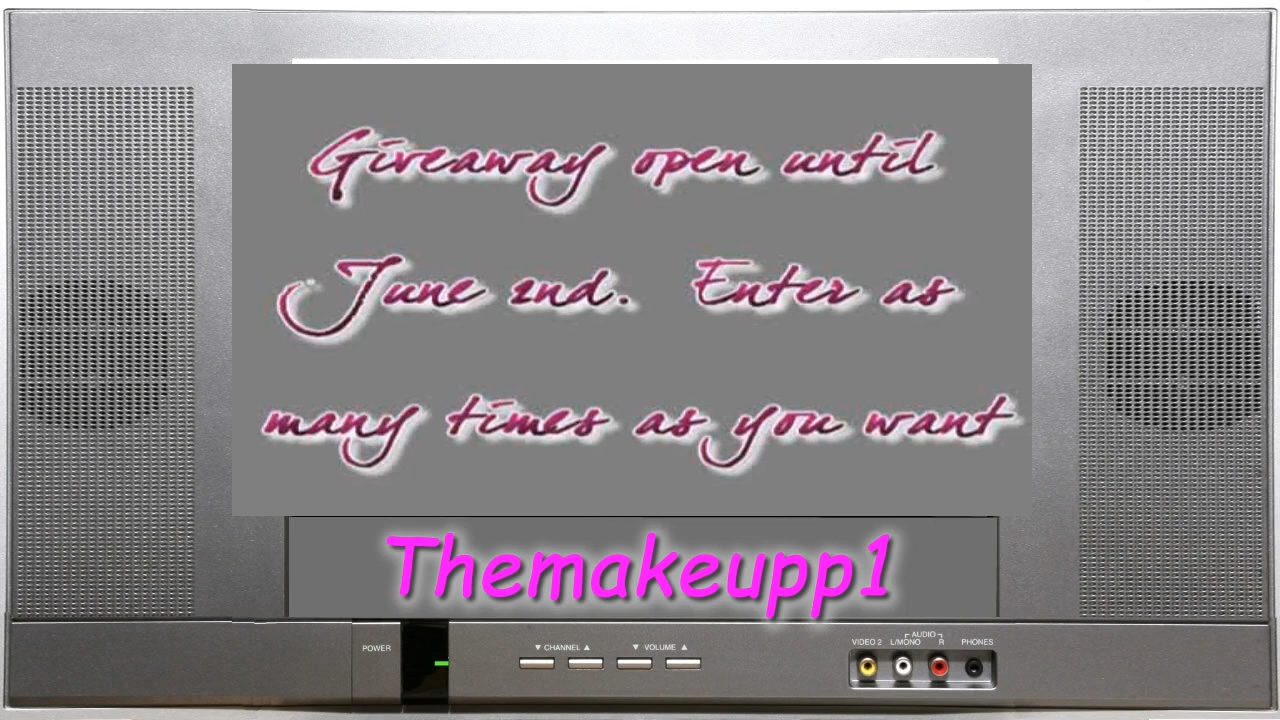 Giveaway open until
June 2nd. Enter as
many times as you want
Themakeupp1
POWER
▼ CHANNEL ▲
▼ VOLUME ▲
AUDIO
VIDEO 2 L/MONO R PHONES